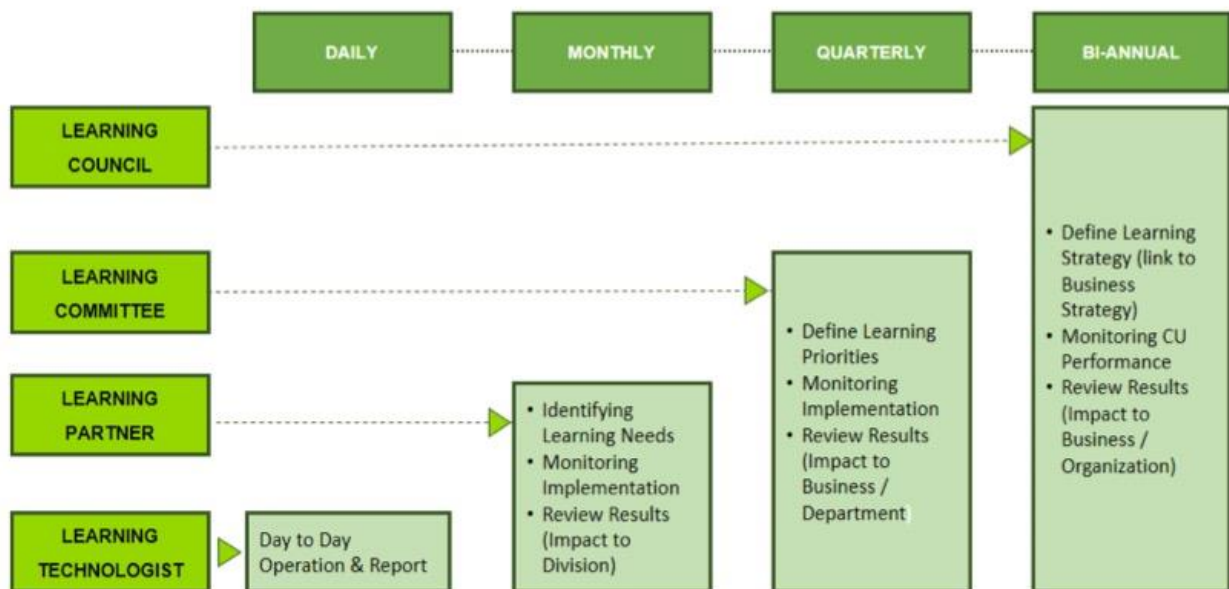 DAILY
MONTHLY
QUARTERLY
BI-ANNUAL
LEARNING
COUNCIL
LEARNING
COMMITTEE
LEARNING
PARTNER
LEARNING
TECHNOLOGIST
Day to Day
Operation & Report
• Identifying
Learning Needs
• Monitoring
Implementation
• Review Results
(Impact to
Division)
• Define Learning
Priorities
• Monitoring
Implementation
• Review Results
(Impact to
Business /
Department)
• Define Learning
Strategy (link to
Business
Strategy)
• Monitoring CU
Performance
• Review Results
(Impact to
Business /
Organization)